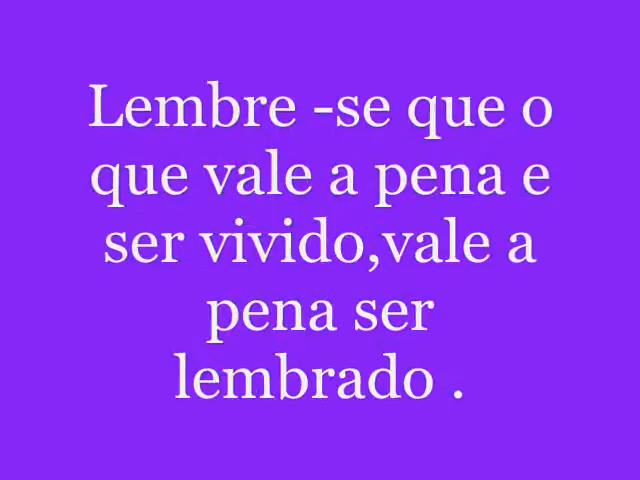 Lembre -se que o
que vale a pena e
ser vivido,vale a
pena ser
lembrado .